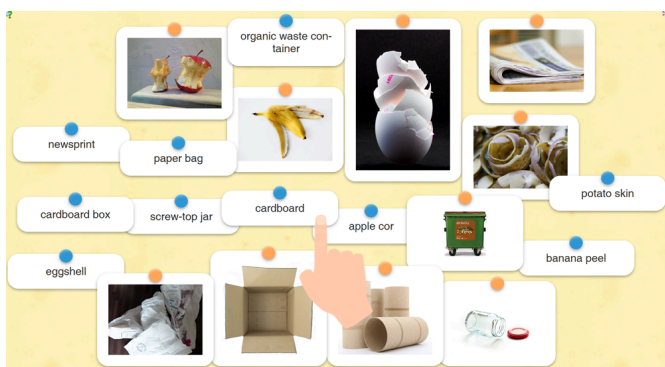 organic waste con-
tainer
newsprint
paper bag
potato skin
cardboard box
screw-top jar
cardboard
apple cor
banana peel
eggshell